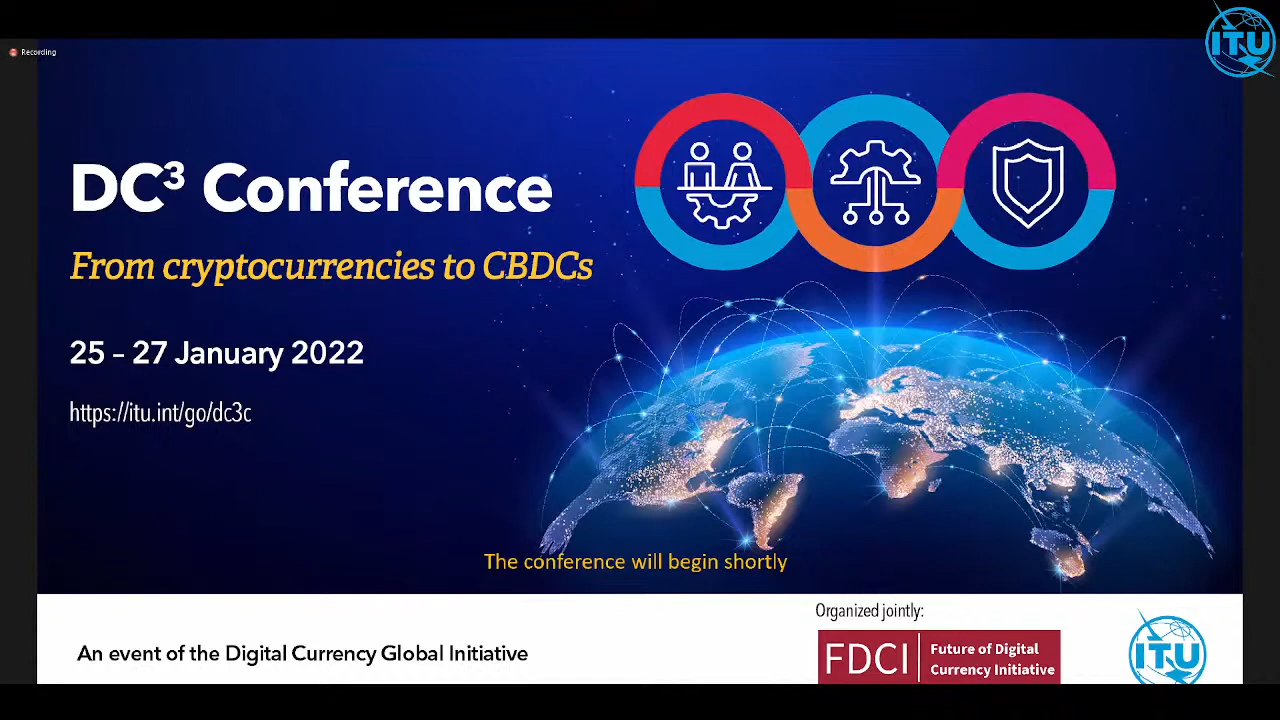 Recording
ITU
DC³ Conference
From cryptocurrencies to CBDCs
25 – 27 January 2022
https://itu.int/go/dc3c
The conference will begin shortly
Organized jointly:
An event of the Digital Currency Global Initiative
FDCI
Future of Digital
Currency Initiative
ITU